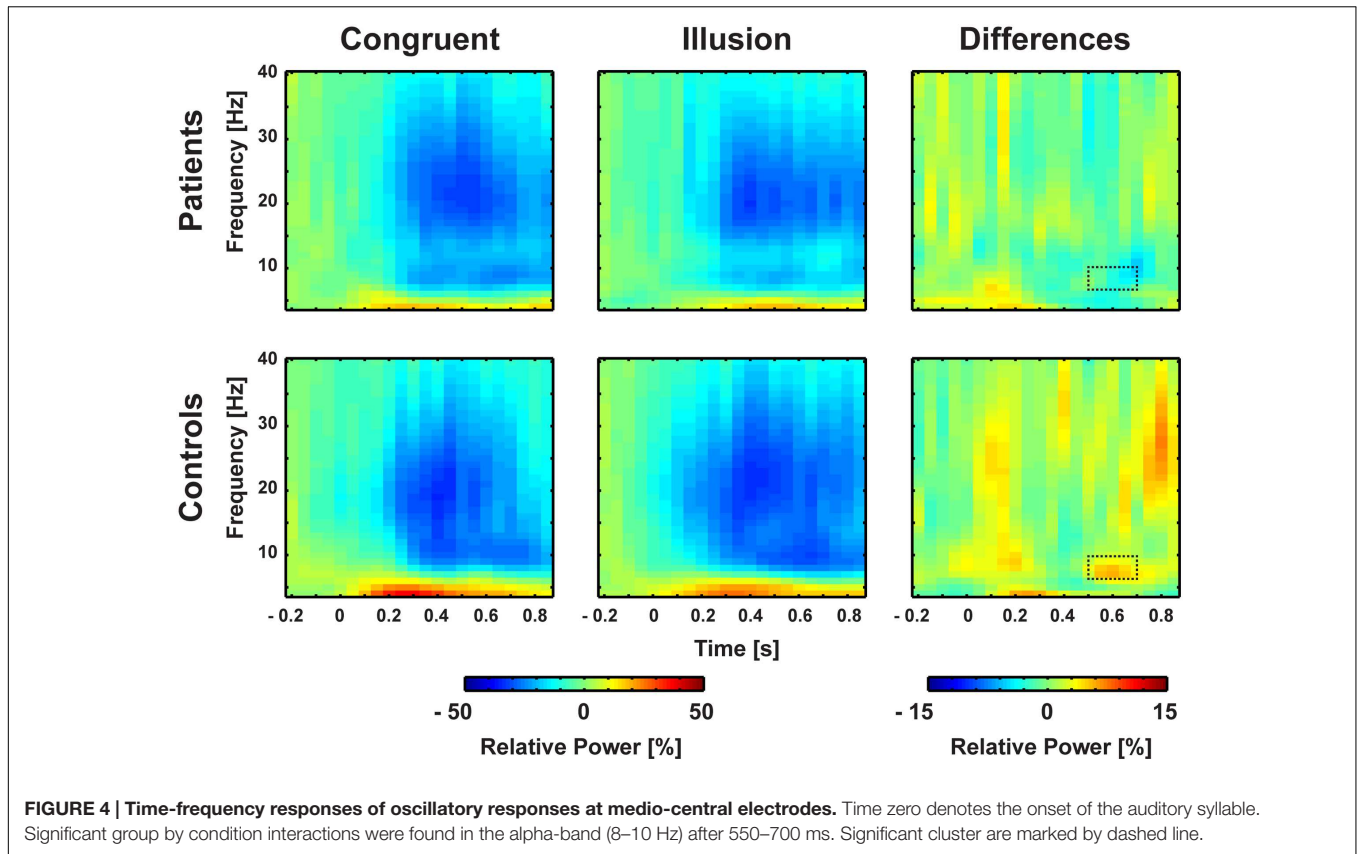 Congruent Illusion Differences
Patients
Frequency [Hz]
40
30
20
10
Controls
Frequency [Hz]
40
30
20
10
- 0.2 0 0.2 0.4 0.6 0.8 - 0.2 0 0.2 0.4 0.6 0.8 - 0.2 0 0.2 0.4 0.6 0.8
Time [s]
- 50 0 50 - 15 0 15
Relative Power [%] Relative Power [%]
FIGURE 4 | Time-frequency responses of oscillatory responses at medio-central electrodes. Time zero denotes the onset of the auditory syllable.
Significant group by condition interactions were found in the alpha-band (8–10 Hz) after 550–700 ms. Significant cluster are marked by dashed line.